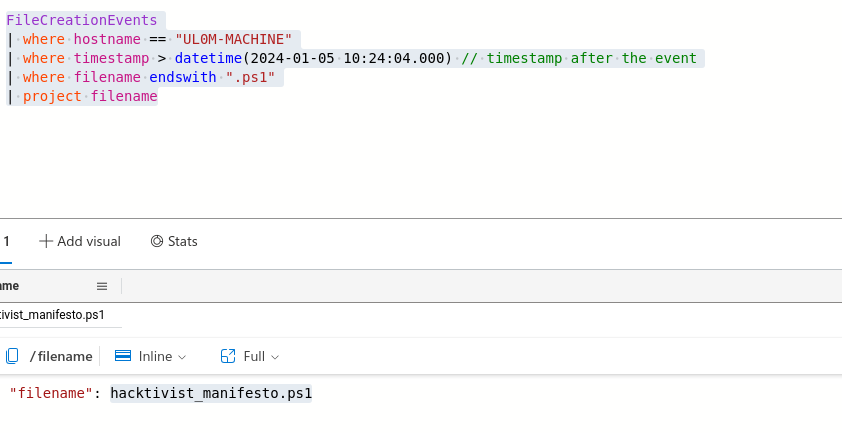 FileCreationEvents
| where hostname == "UL0M-MACHINE"
| where timestamp > datetime(2024-01-05 10:24:04.000) // timestamp after the event
| where filename endswith ".ps1"
| project filename
1 Add visual Stats
ame
tivist_manifesto.ps1
/filename Inline Full
"filename": hacktivist_manifesto.ps1